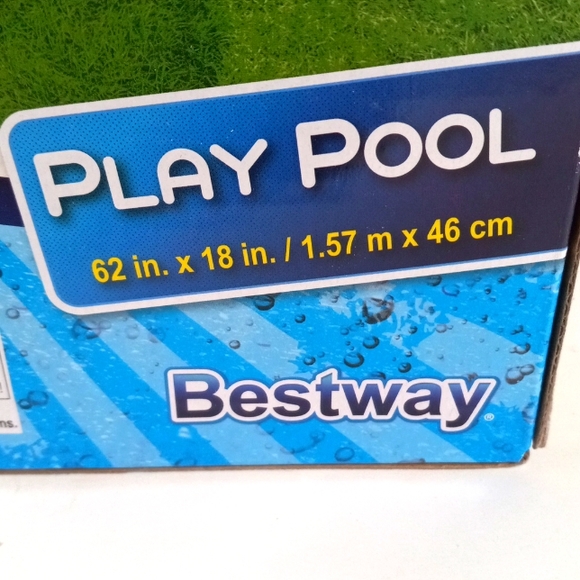 PLAY POOL
62 in. x 18 in. / 1.57 m x 46 cm
Bestway®